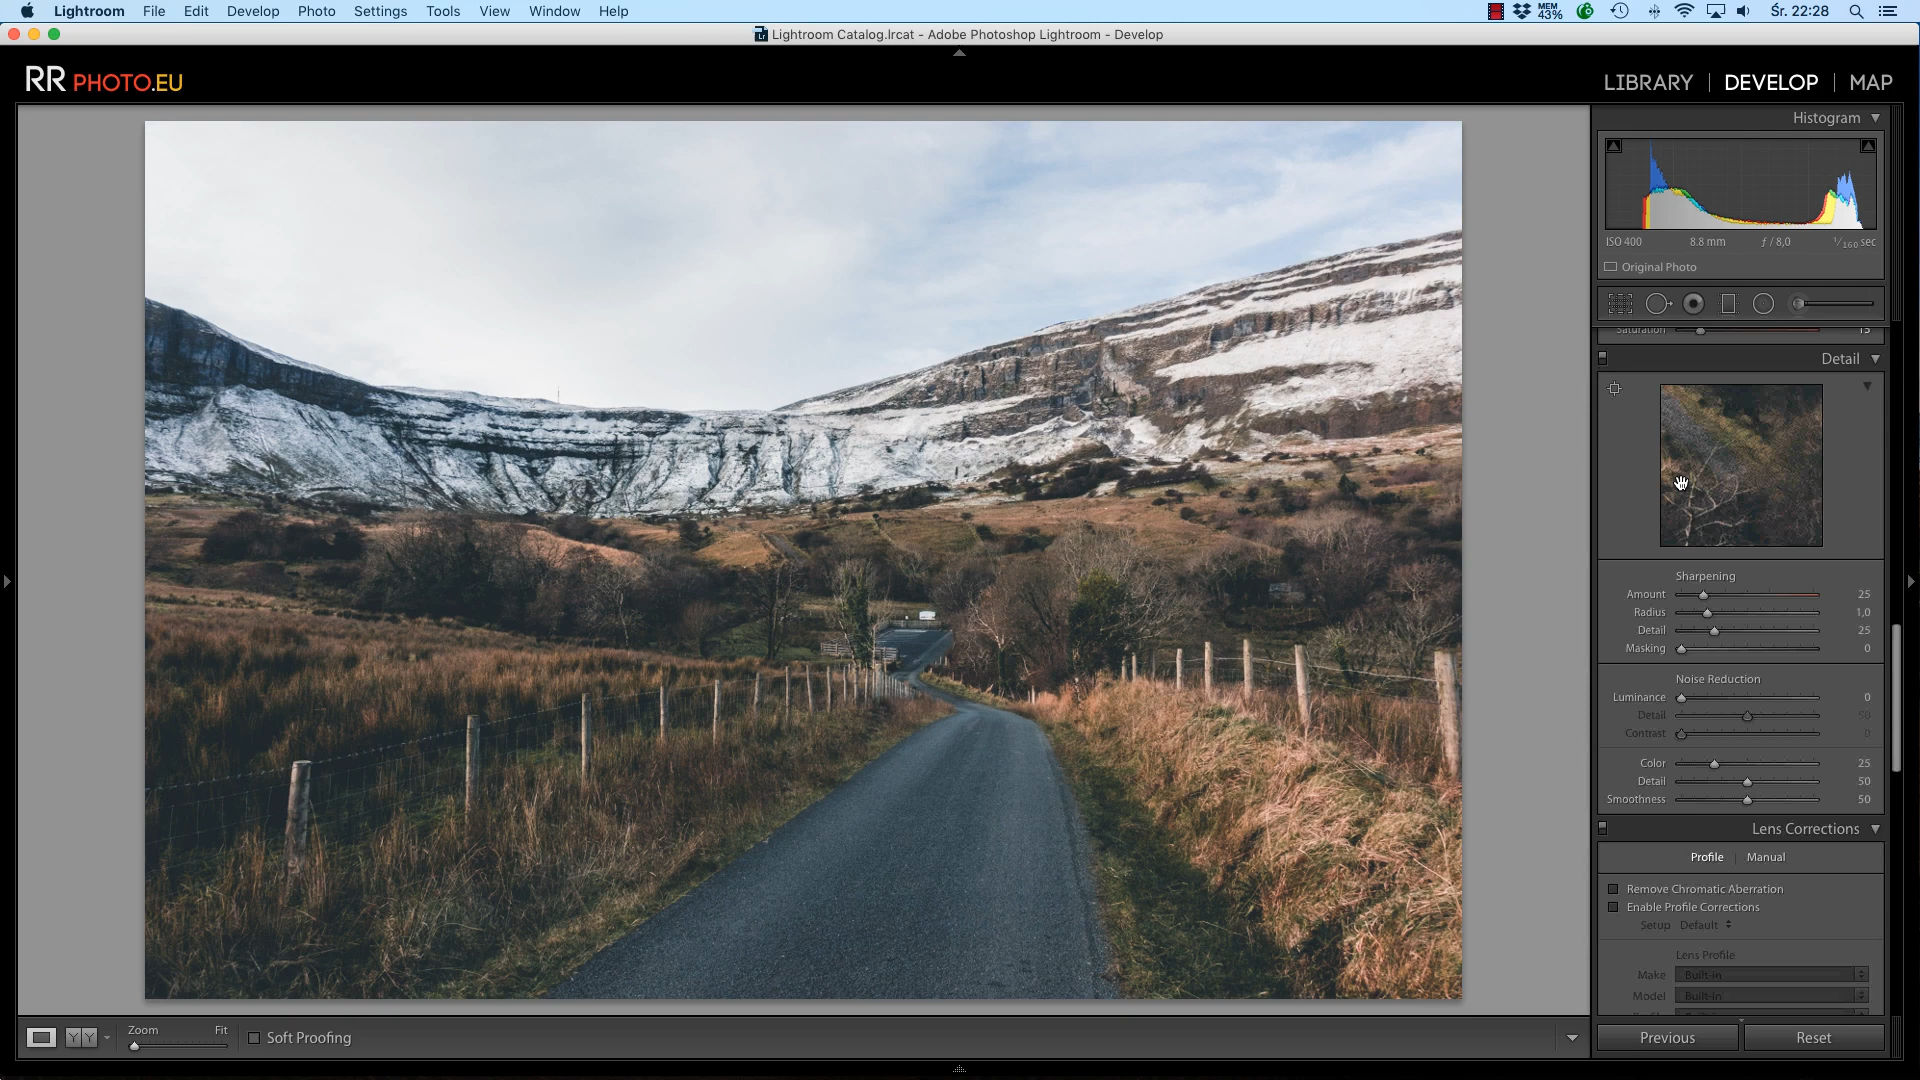 Lightroom File Edit Develop Photo Settings Tools View Window Help MEM 43% Śr. 22:28
Lightroom Catalog.lrcat - Adobe Photoshop Lightroom - Develop
RR PHOTO.EU LIBRARY | DEVELOP | MAP
Histogram
ISO 400 8.8 mm ƒ / 8,0 1/160 sec
Original Photo
Saturation 15
Detail
Sharpening
Amount 25
Radius 1,0
Detail 25
Masking 0
Noise Reduction
Luminance 0
Detail 50
Contrast 0
Color 25
Detail 50
Smoothness 50
Lens Corrections
Profile | Manual
Remove Chromatic Aberration
Enable Profile Corrections
Setup Default
Lens Profile
Make Built-in
Model Built-in
Y Y Zoom Fit Soft Proofing
Previous Reset